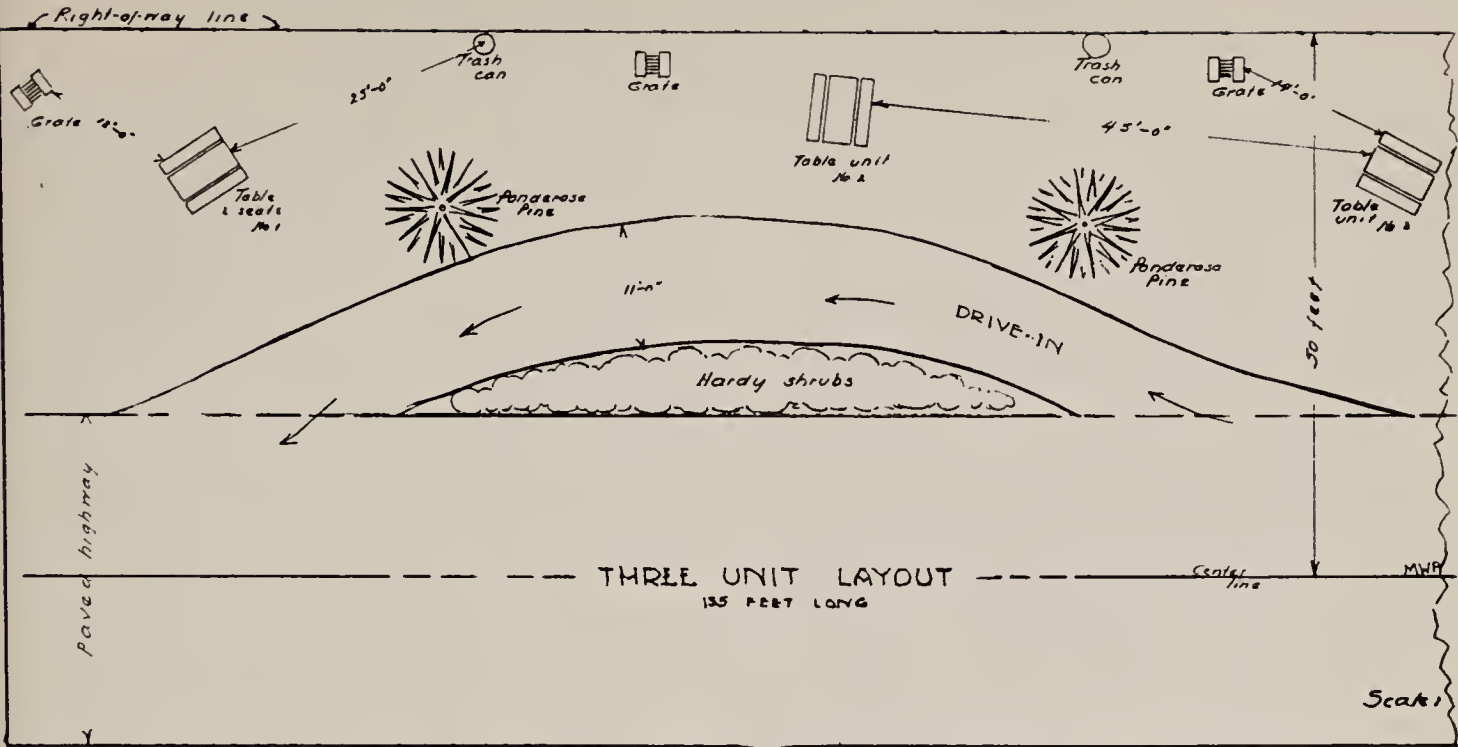 Right-of-way line
Trash
can
25'-0"
Grate
Trash
can
Grate
Grate
45'-0"
Table unit
No 2
Table
& seats
No 1
Ponderosa
Pine
Table
unit No 3
Ponderosa
Pine
11'-0"
50 feet
DRIVE-IN
Hardy shrubs
Paved highway
THREE UNIT LAYOUT
135 FEET LONG
Center
line
MWR
Scale: